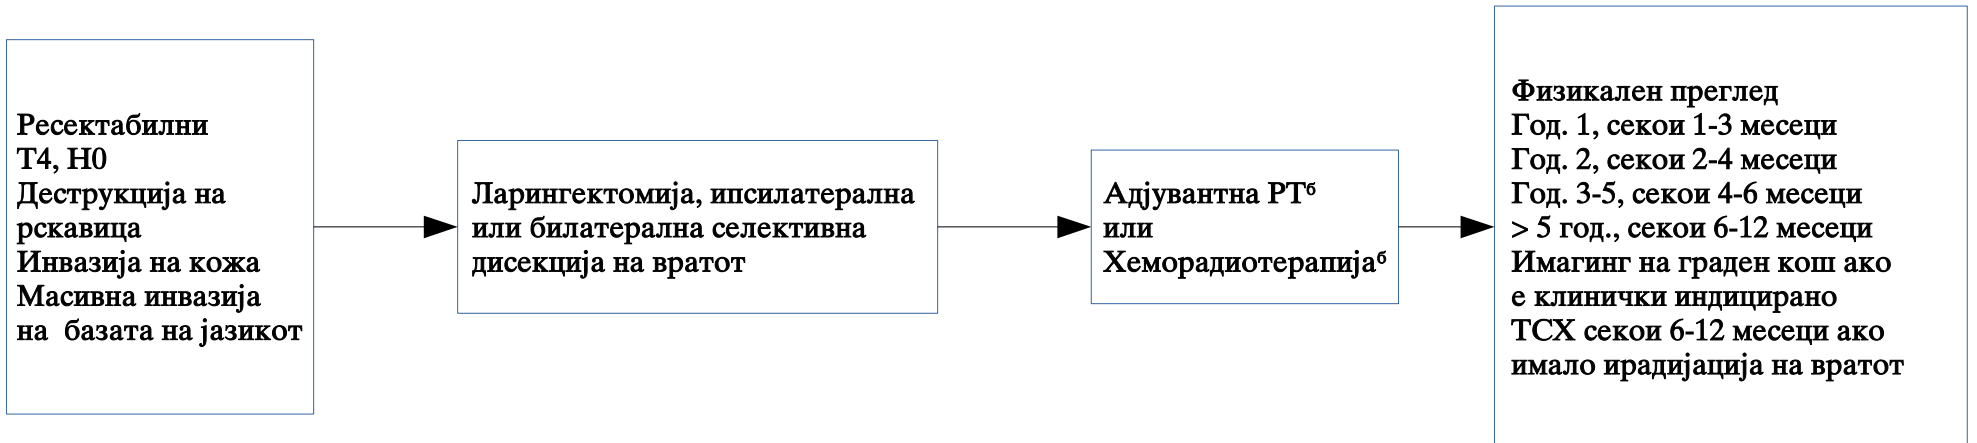 Ресектабилни
Т4, Н0
Деструкција на
рскавица
Инвазија на кожа
Масивна инвазија
на  базата на јазикот
Ларингектомија, ипсилатерална
или билатерална селективна
дисекција на вратот
Адјувантна РТᵟ
или
Хеморадиотерапијаᵟ
Физикален преглед
Год. 1, секои 1-3 месеци
Год. 2, секои 2-4 месеци
Год. 3-5, секои 4-6 месеци
> 5 год., секои 6-12 месеци
Имагинг на граден кош ако
е клинички индицирано
ТСХ секои 6-12 месеци ако
имало ирадијација на вратот